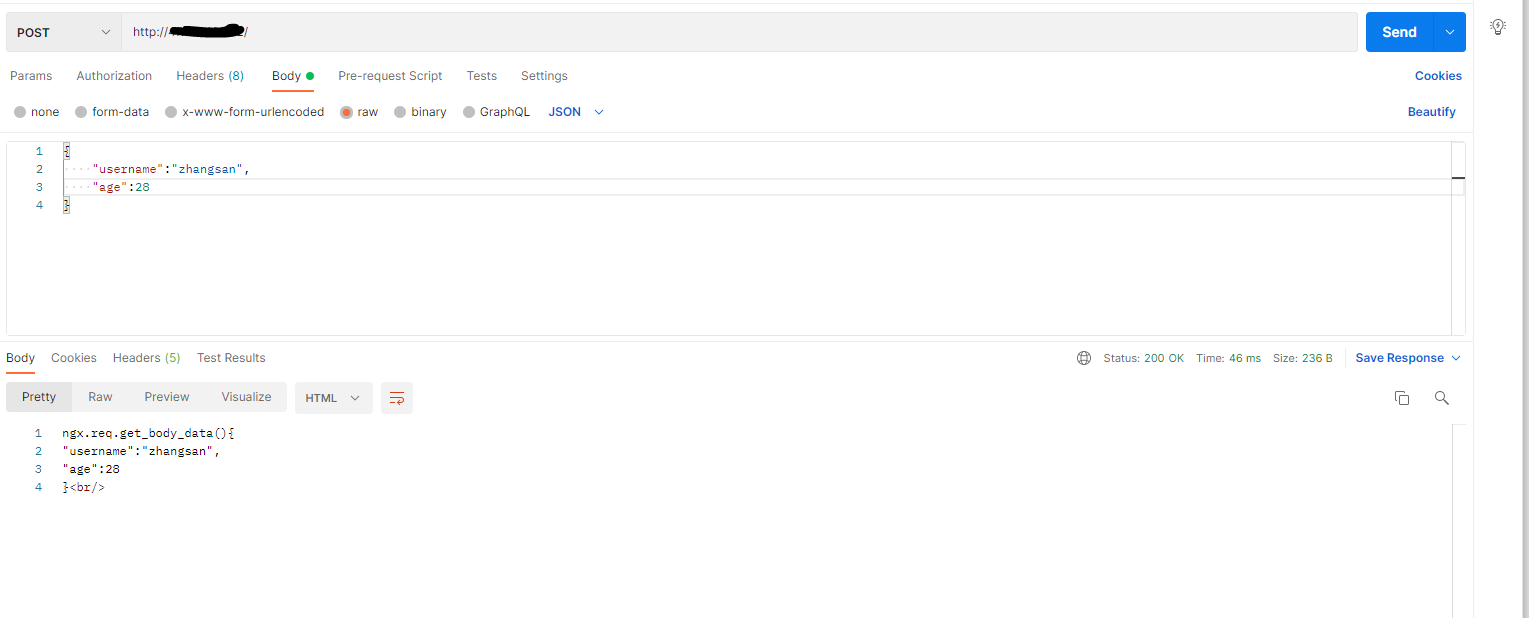 POST http:// / Send
Params Authorization Headers (8) Body Pre-request Script Tests Settings Cookies
none form-data x-www-form-urlencoded raw binary GraphQL JSON Beautify
1 {
2 "username":"zhangsan",
3 "age":28
4 }
Body Cookies Headers (5) Test Results Status: 200 OK Time: 46 ms Size: 236 B Save Response
Pretty Raw Preview Visualize HTML
1 ngx.req.get_body_data(){
2 "username":"zhangsan",
3 "age":28
4 }<br/>